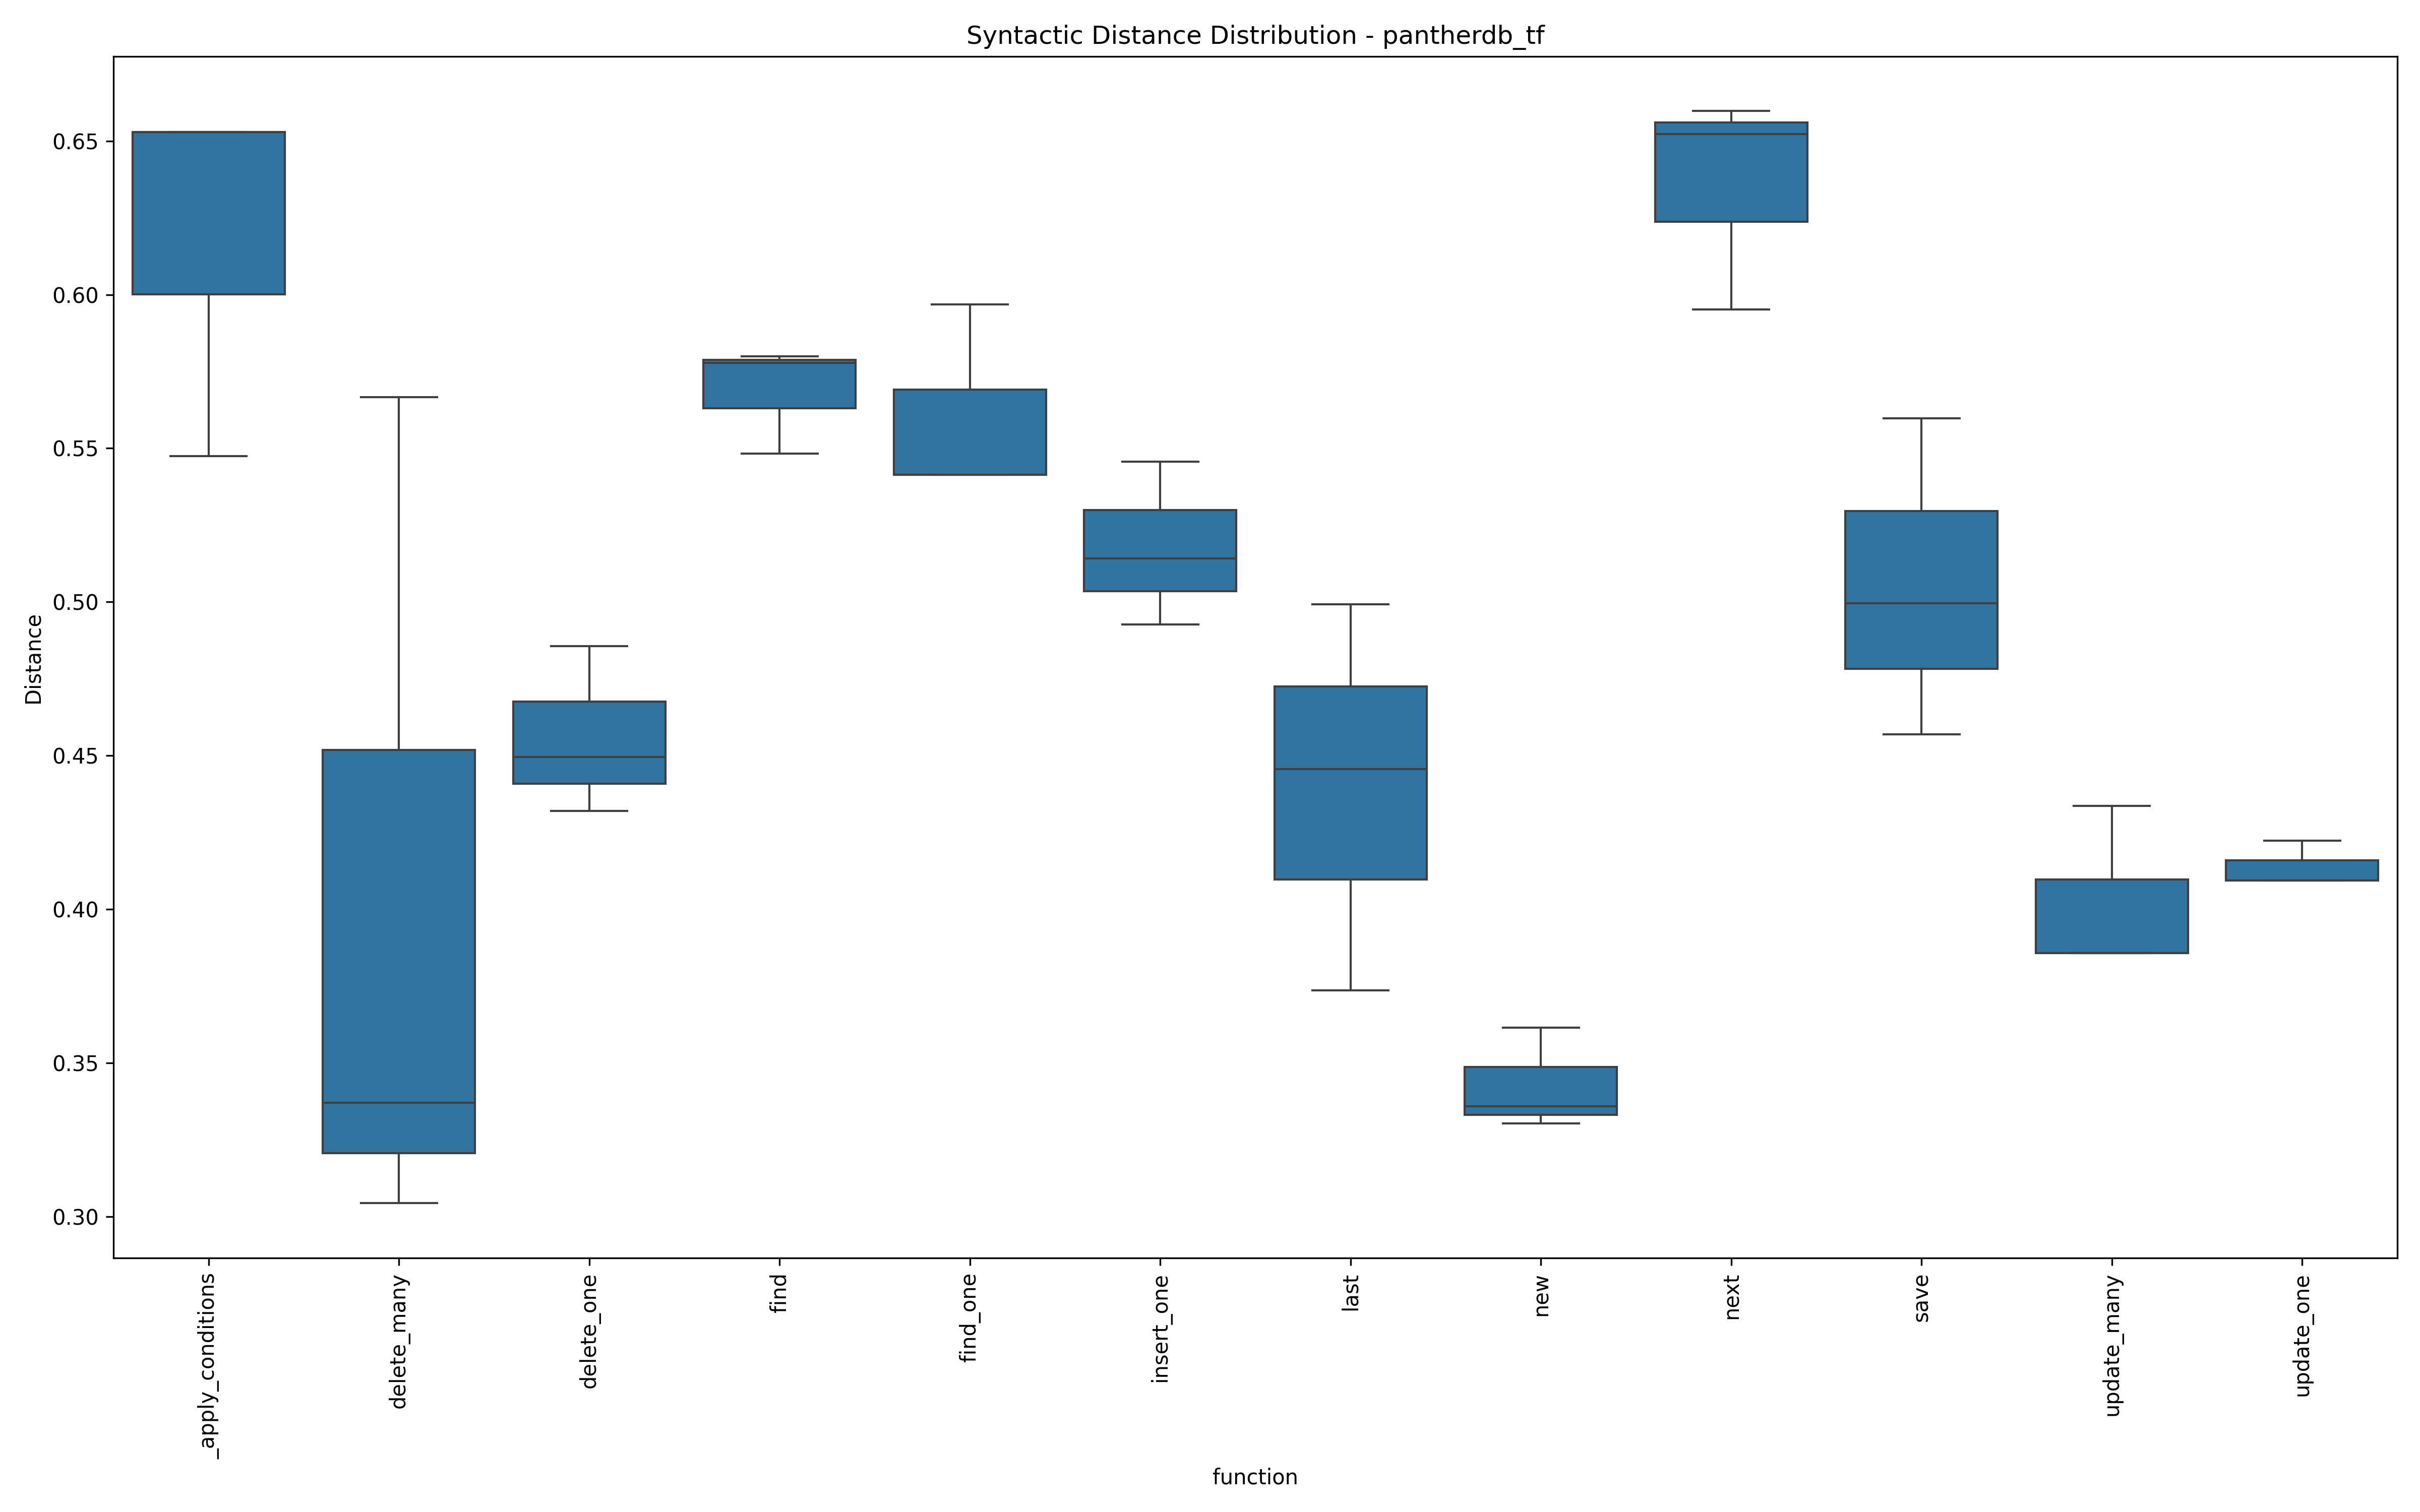 Syntactic Distance Distribution - pantherdb_tf
Distance
0.65
0.60
0.55
0.50
0.45
0.40
0.35
0.30
_apply_conditions
delete_many
delete_one
find
find_one
insert_one
last
new
next
save
update_many
update_one
function